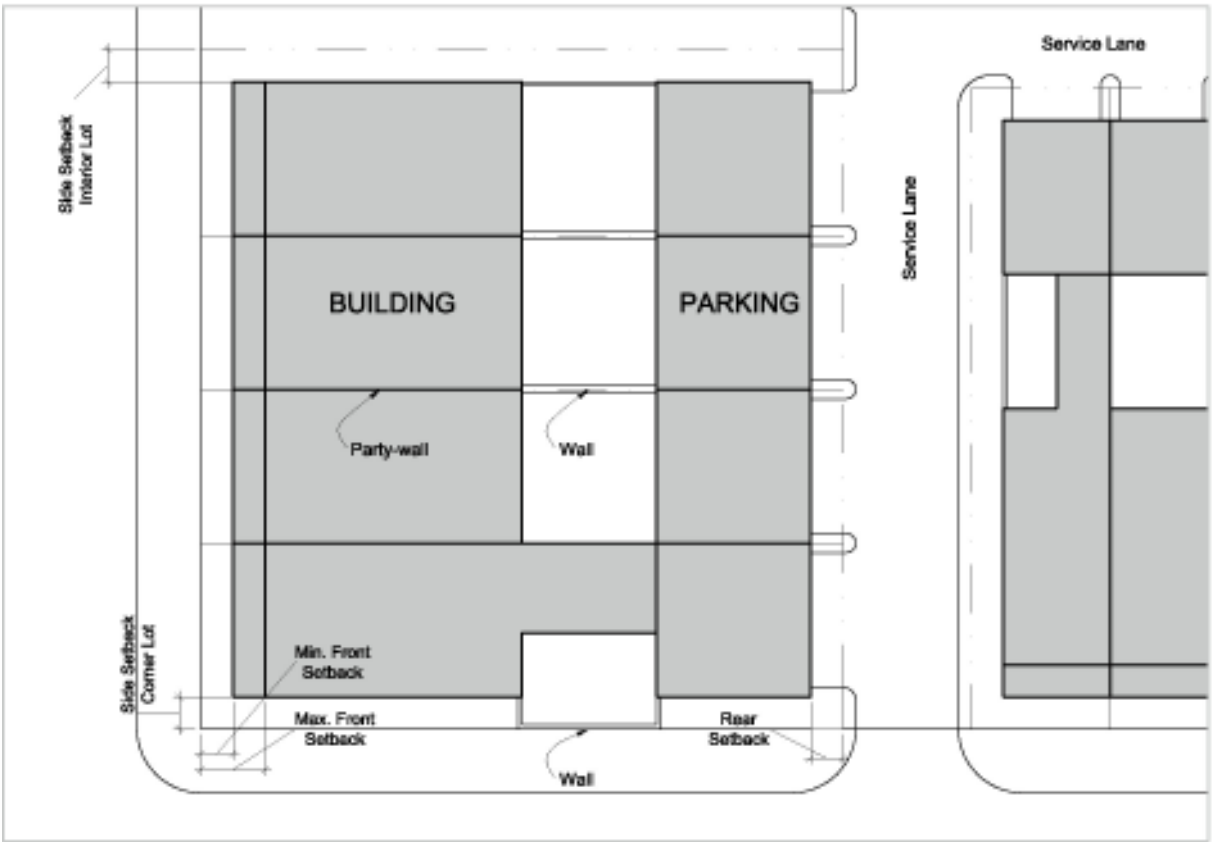 Service Lane
Side Setback
Interior Lot
Service Lane
BUILDING
PARKING
Party-wall
Wall
Side Setback
Corner Lot
Min. Front
Setback
Max. Front
Setback
Rear
Setback
Wall